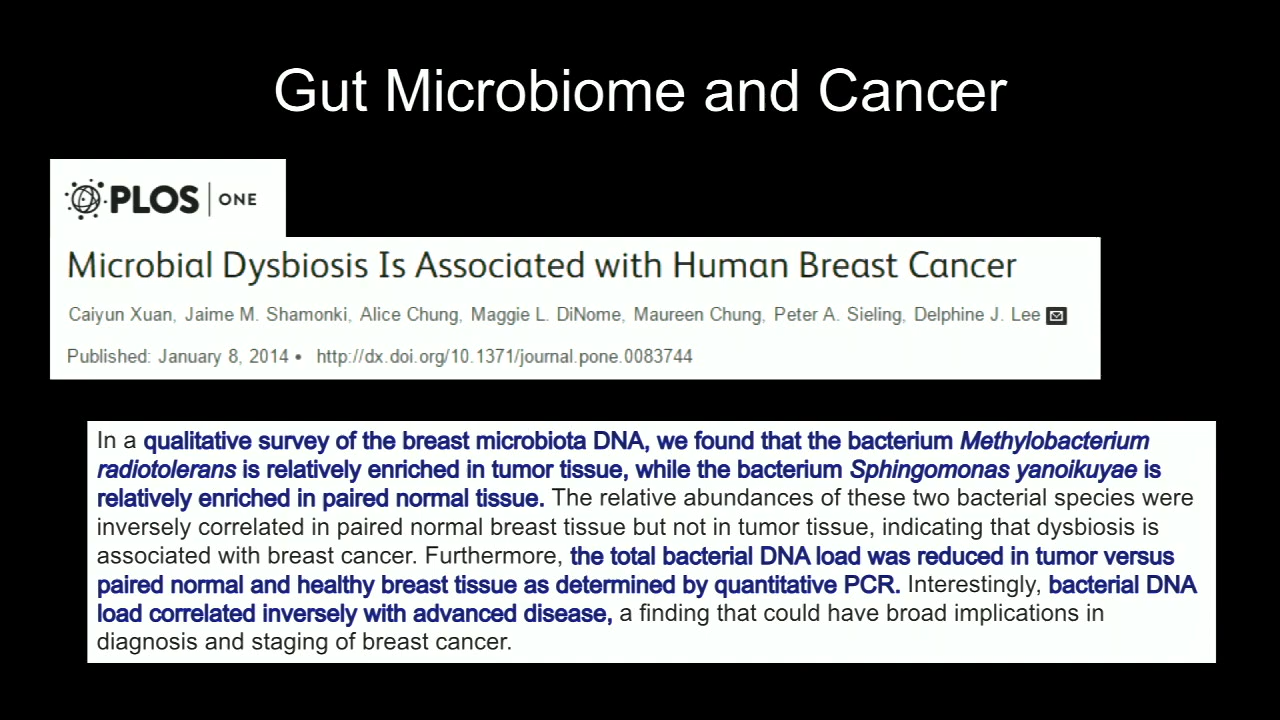 Gut Microbiome and Cancer
PLOS | ONE
Microbial Dysbiosis Is Associated with Human Breast Cancer
Caiyun Xuan, Jaime M. Shamonki, Alice Chung, Maggie L. DiNome, Maureen Chung, Peter A. Sieling, Delphine J. Lee
Published: January 8, 2014 • http://dx.doi.org/10.1371/journal.pone.0083744
In a qualitative survey of the breast microbiota DNA, we found that the bacterium Methylobacterium
radiotolerans is relatively enriched in tumor tissue, while the bacterium Sphingomonas yanoikuyae is
relatively enriched in paired normal tissue. The relative abundances of these two bacterial species were
inversely correlated in paired normal breast tissue but not in tumor tissue, indicating that dysbiosis is
associated with breast cancer. Furthermore, the total bacterial DNA load was reduced in tumor versus
paired normal and healthy breast tissue as determined by quantitative PCR. Interestingly, bacterial DNA
load correlated inversely with advanced disease, a finding that could have broad implications in
diagnosis and staging of breast cancer.